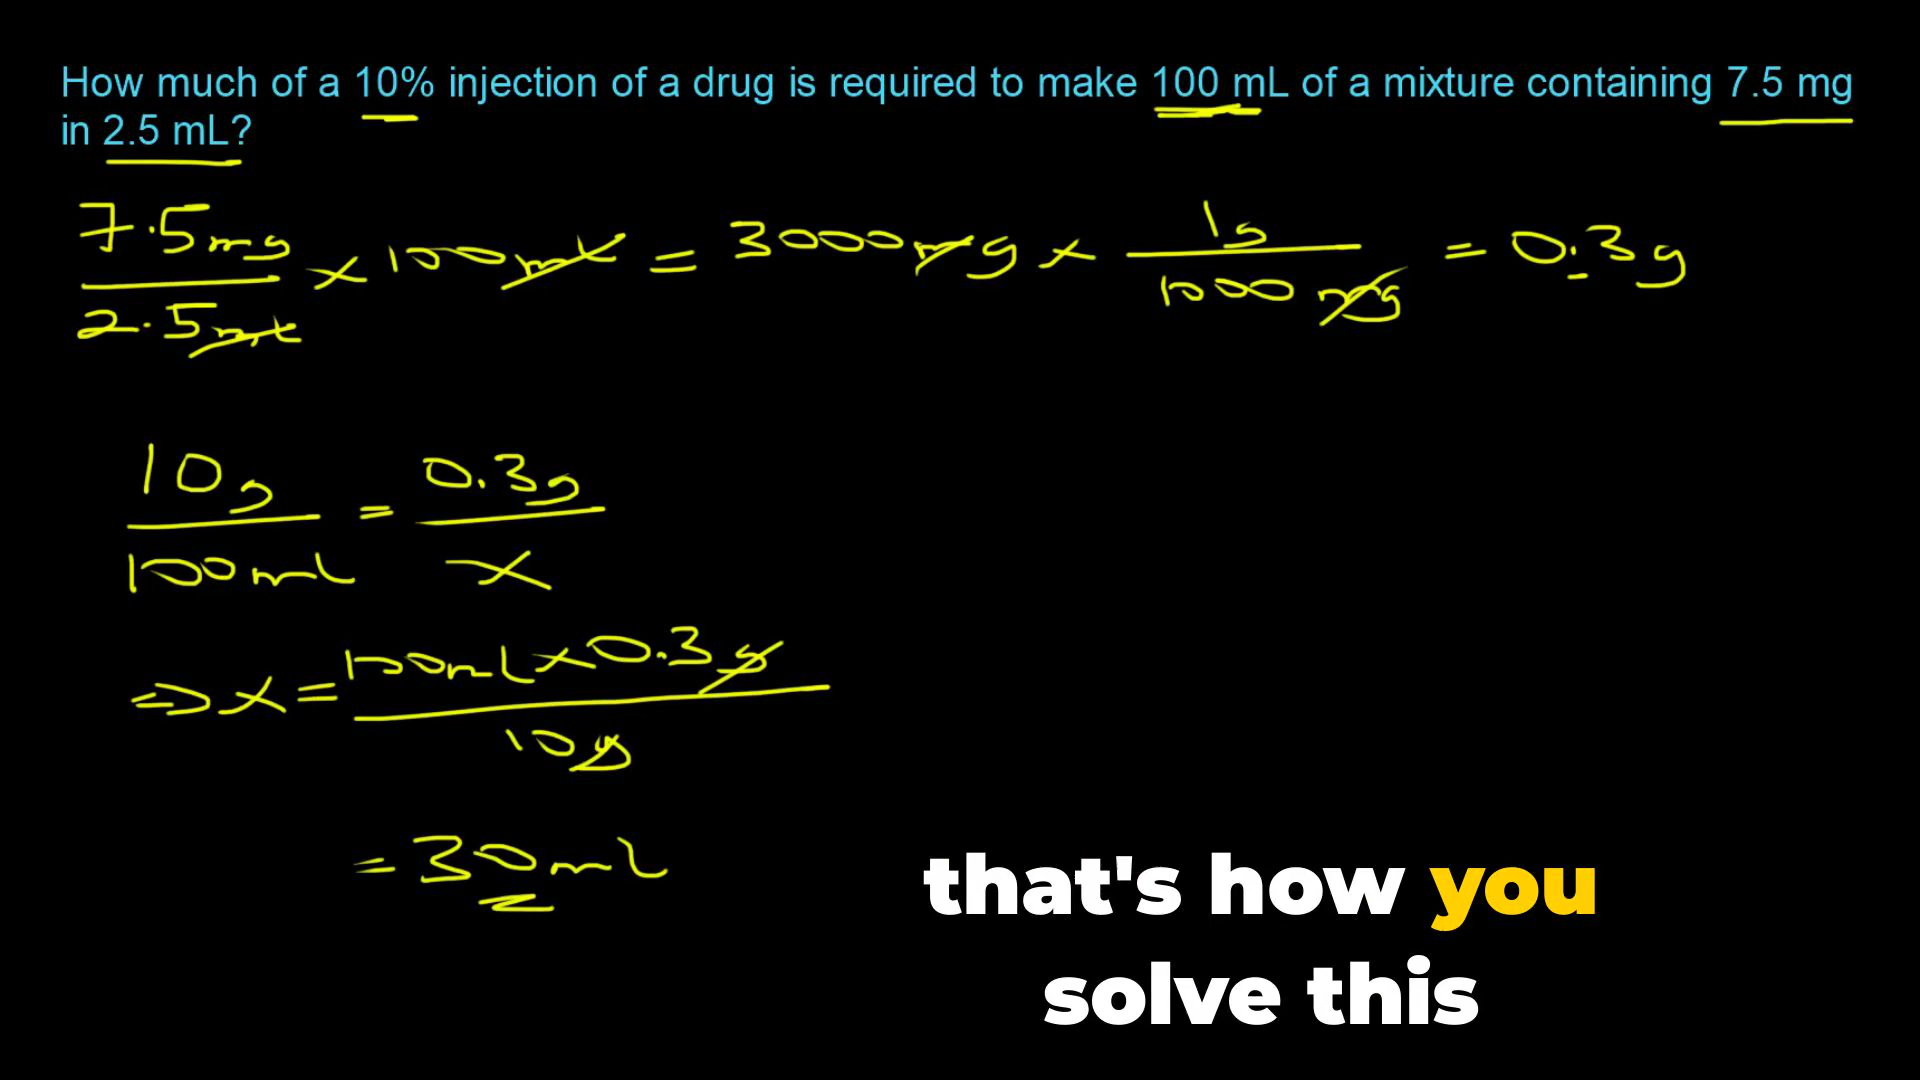 How much of a 10% injection of a drug is required to make 100 mL of a mixture containing 7.5 mg
in 2.5 mL?
7.5mg/2.5mL × 100mL = 3000mg × 1g/1000mg = 0.3g
10g/100mL = 0.3g/x
⇒ x = 100mL × 0.3g/10g
= 30mL
that's how you
solve this